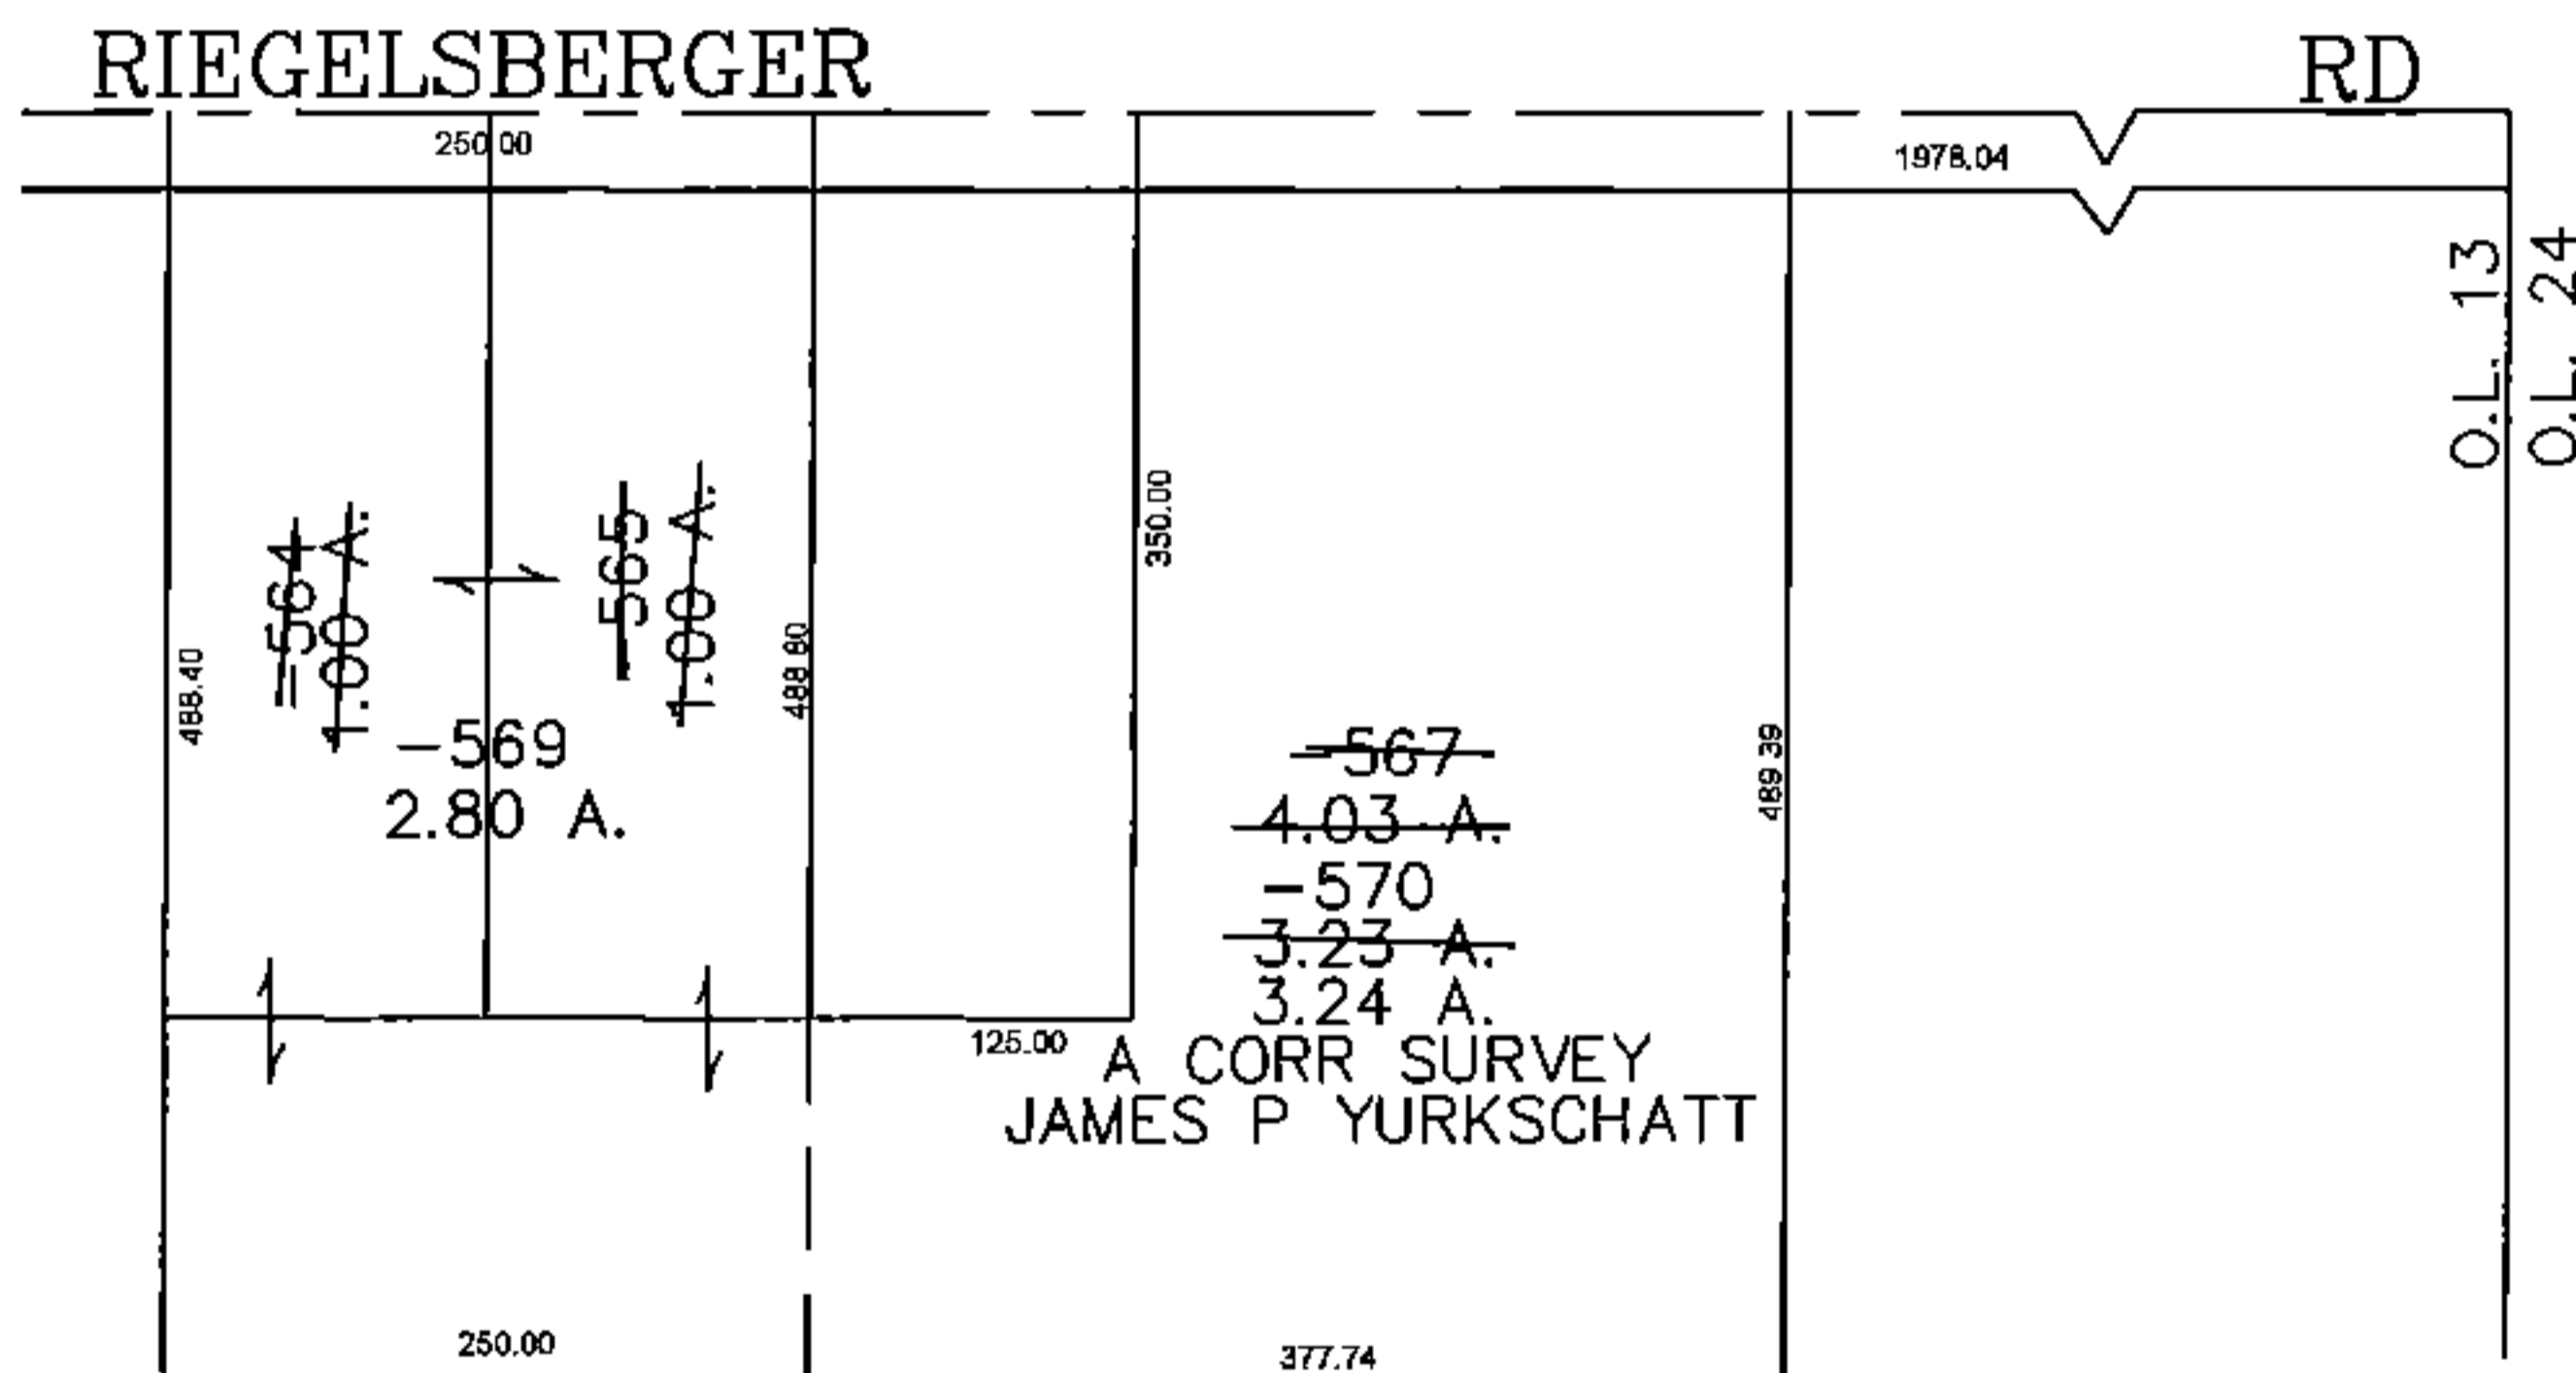 RIEGELSBERGER RD
250.00
1978.04
O.L. 13
O.L. 24
350.00
-564
1.00 A.
565
1.00 A.
488.40
488.80
489.39
-569
2.80 A.
-567
4.03 A.
-570
3.23 A.
3.24 A.
125.00
A CORR SURVEY
JAMES P YURKSCHATT
250.00
377.74